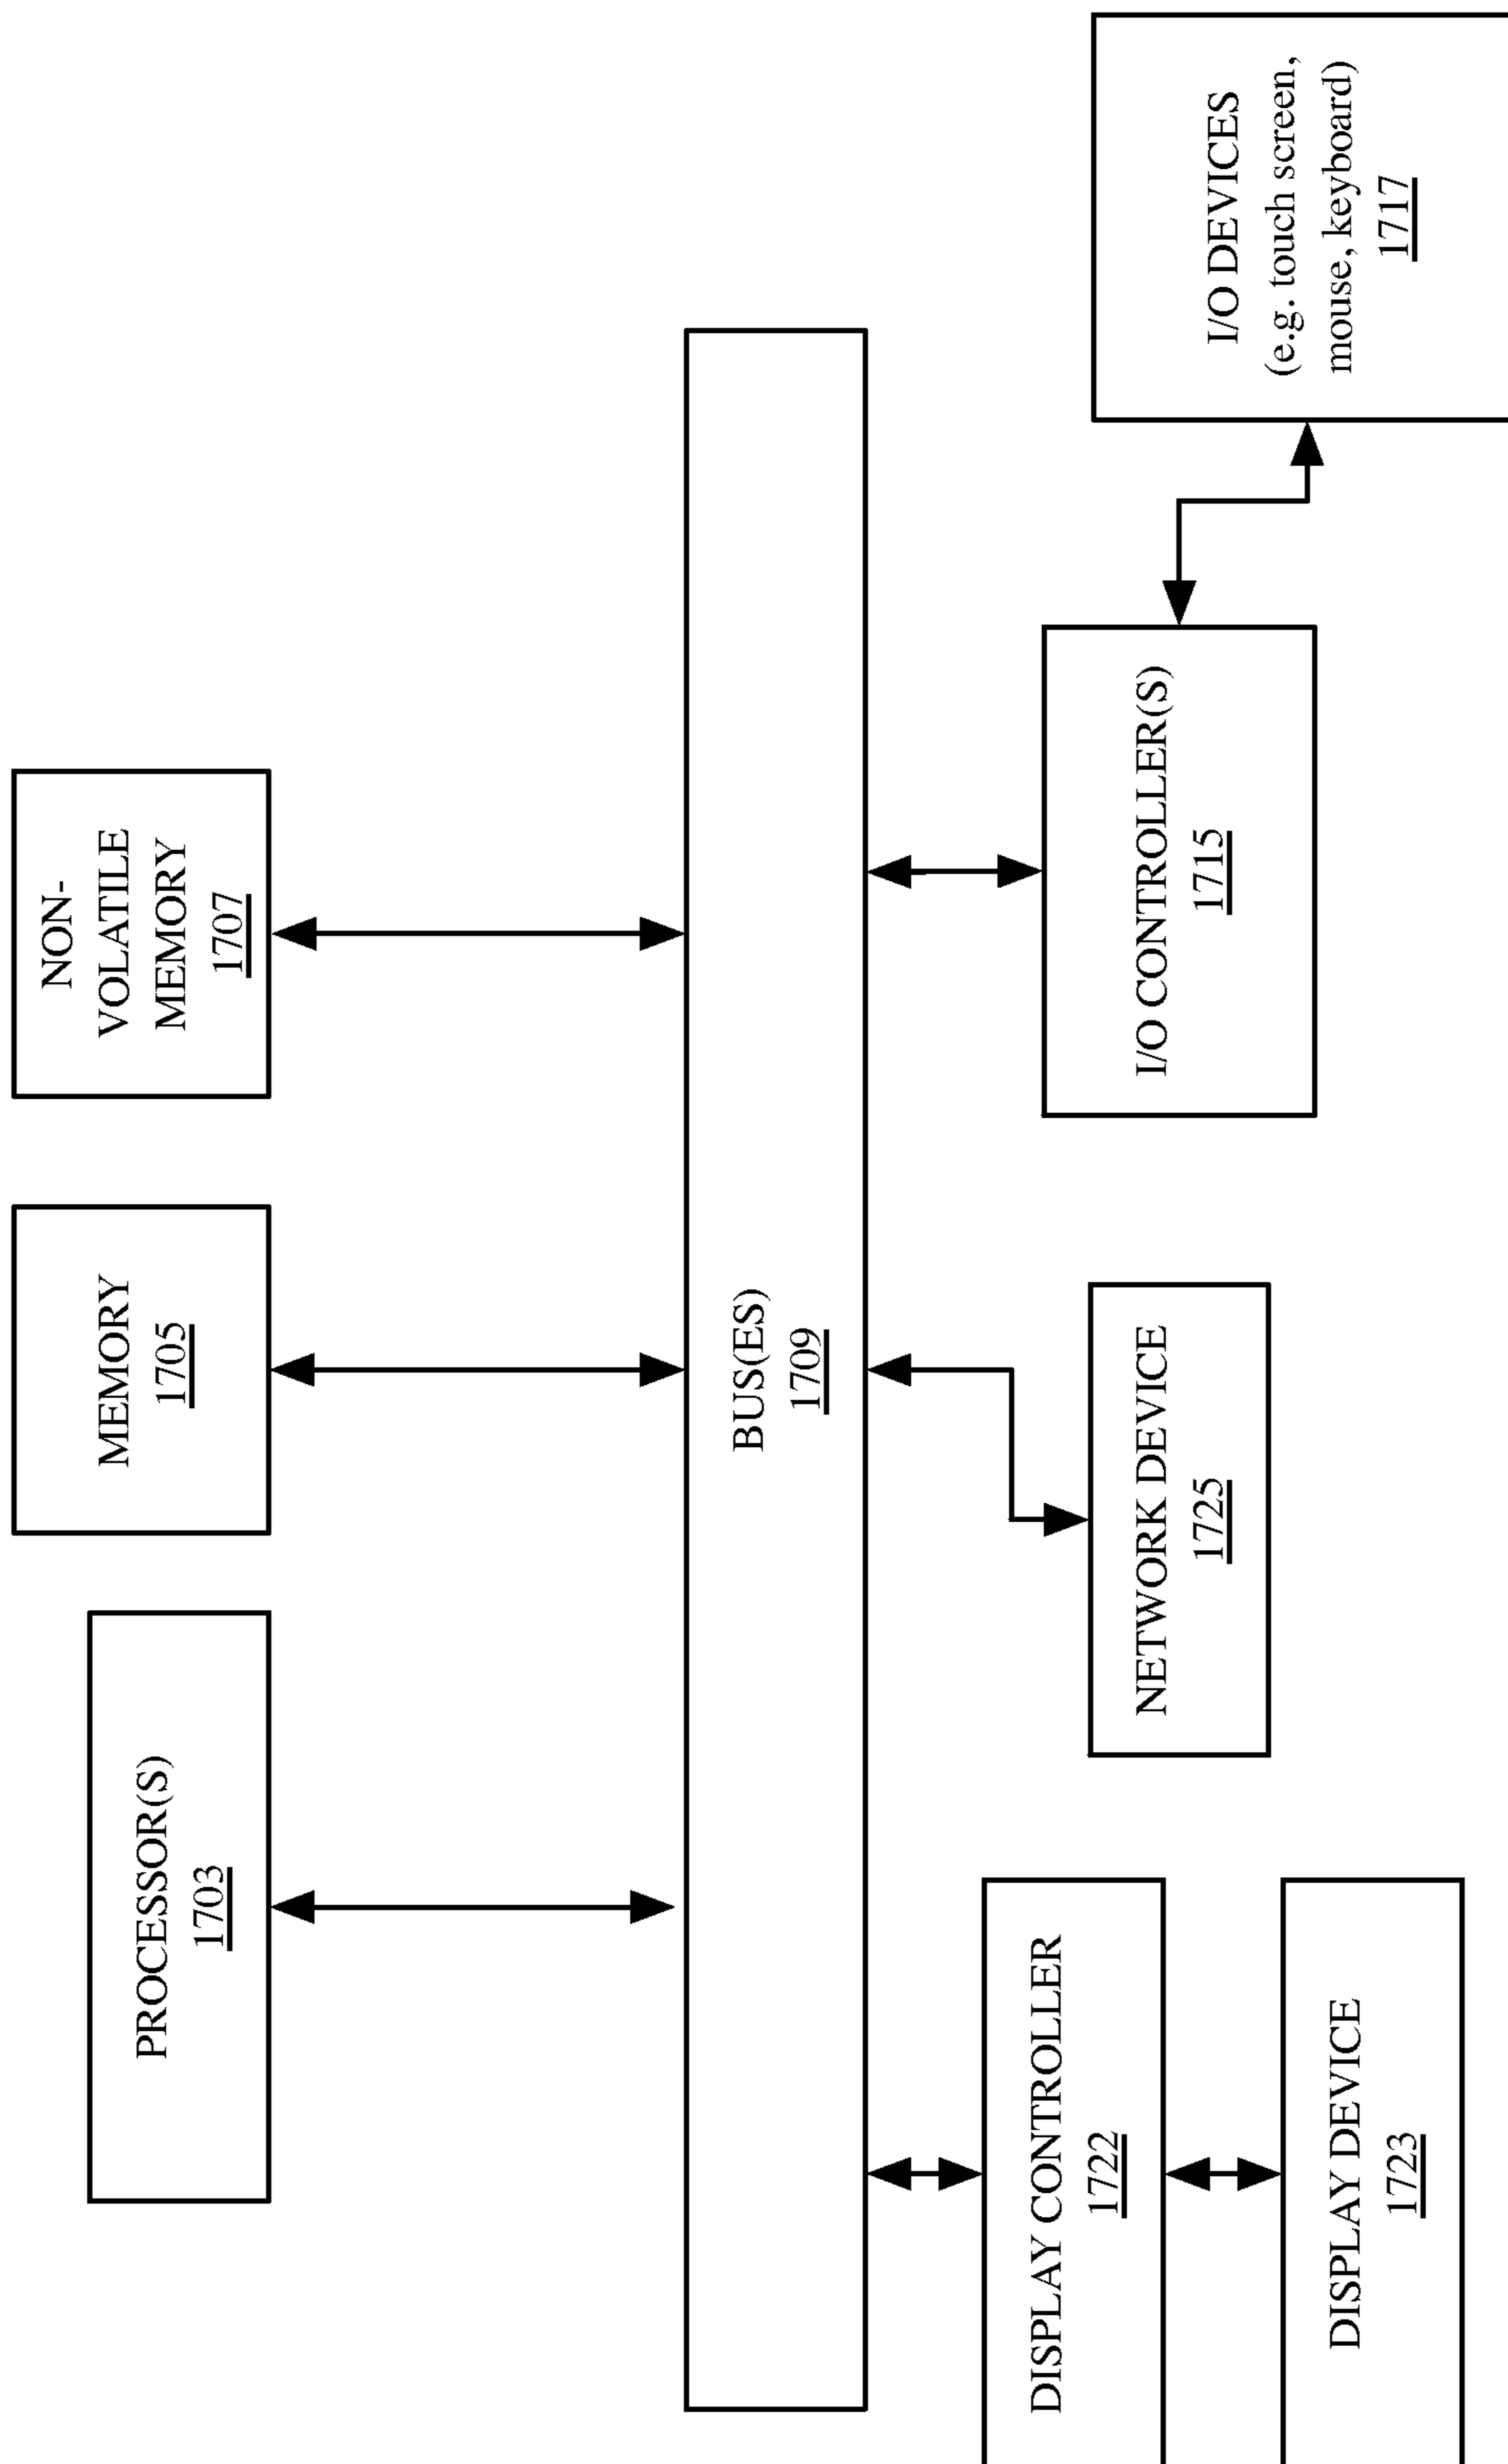 PROCESSOR(S)
1703
MEMORY
1705
NON-
VOLATILE
MEMORY
1707
BUS(ES)
1709
DISPLAY CONTROLLER
1722
DISPLAY DEVICE
1723
NETWORK DEVICE
1725
I/O CONTROLLER(S)
1715
I/O DEVICES
(e.g. touch screen,
mouse, keyboard)
1717